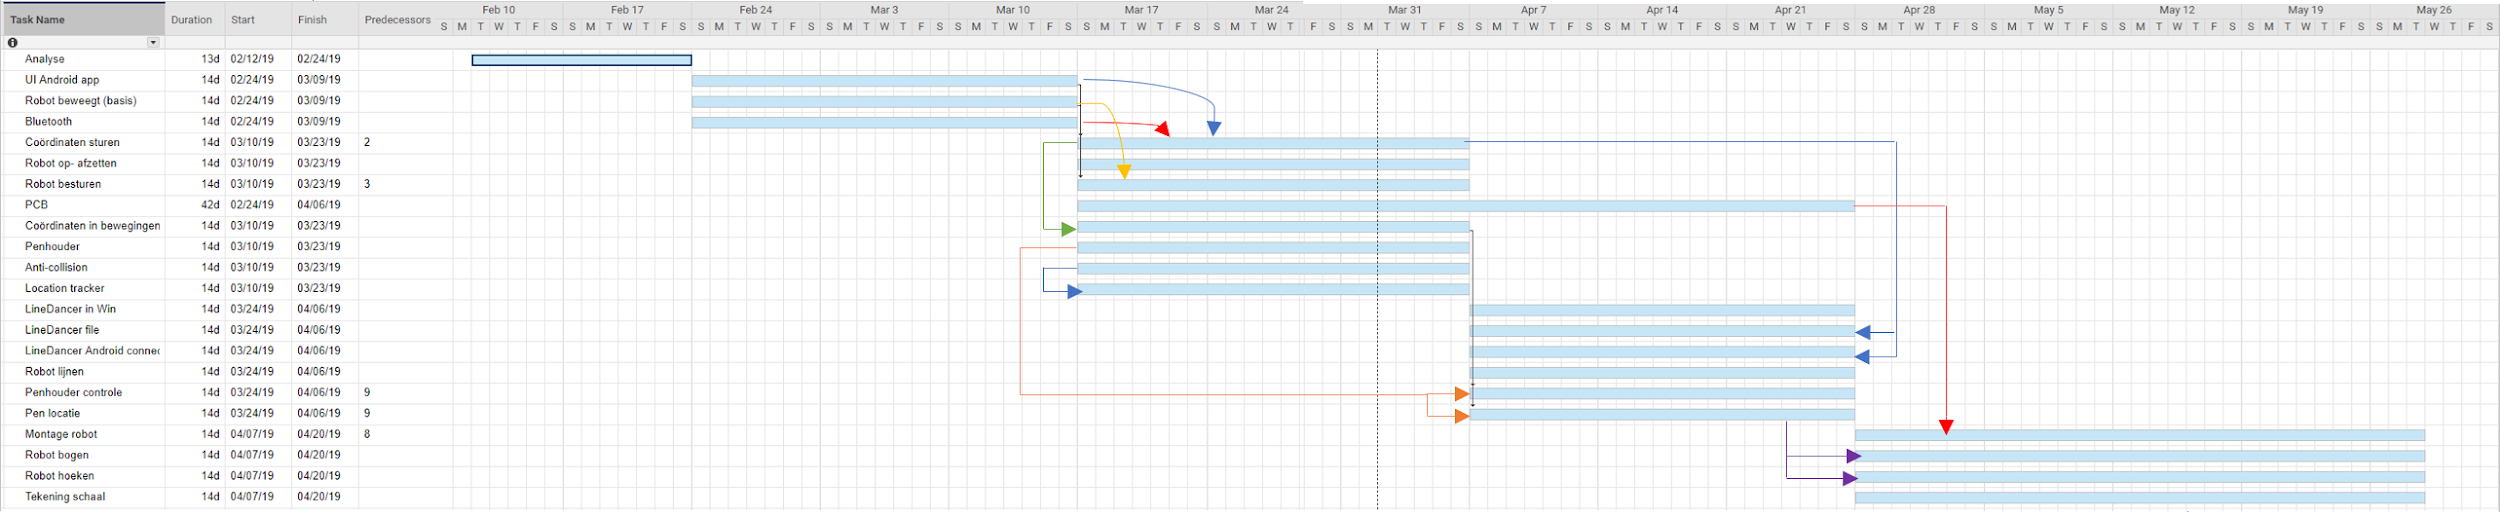 Task Name Duration Start Finish Predecessors Feb 10 Feb 17 Feb 24 Mar 3 Mar 10 Mar 17 Mar 24 Mar 31 Apr 7 Apr 14 Apr 21 Apr 28 May 5 May 12 May 19 May 26
S M T W T F S S M T W T F S S M T W T F S S M T W T F S S M T W T F S S M T W T F S S M T W T F S S M T W T F S S M T W T F S S M T W T F S S M T W T F S S M T W T F S S M T W T F S S M T W T F S S M T W T F S S M T W T F S
Analyse 13d 02/12/19 02/24/19
UI Android app 14d 02/24/19 03/09/19
Robot beweegt (basis) 14d 02/24/19 03/09/19
Bluetooth 14d 02/24/19 03/09/19
Coördinaten sturen 14d 03/10/19 03/23/19 2
Robot op- afzetten 14d 03/10/19 03/23/19
Robot besturen 14d 03/10/19 03/23/19 3
PCB 42d 02/24/19 04/06/19
Coördinaten in bewegingen 14d 03/10/19 03/23/19
Penhouder 14d 03/10/19 03/23/19
Anti-collision 14d 03/10/19 03/23/19
Location tracker 14d 03/10/19 03/23/19
LineDancer in Win 14d 03/24/19 04/06/19
LineDancer file 14d 03/24/19 04/06/19
LineDancer Android connec 14d 03/24/19 04/06/19
Robot lijnen 14d 03/24/19 04/06/19
Penhouder controle 14d 03/24/19 04/06/19 9
Pen locatie 14d 03/24/19 04/06/19 9
Montage robot 14d 04/07/19 04/20/19 8
Robot bogen 14d 04/07/19 04/20/19
Robot hoeken 14d 04/07/19 04/20/19
Tekening schaal 14d 04/07/19 04/20/19